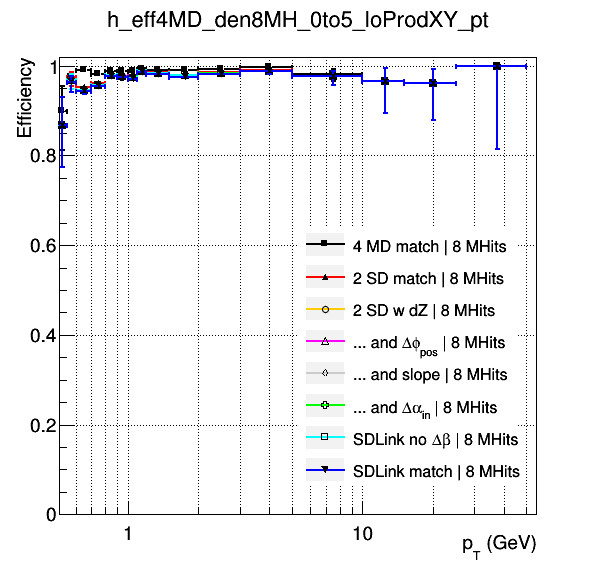 h_eff4MD_den8MH_0to5_loProdXY_pt
Efficiency
1
0.8
0.6
0.4
0.2
0
4 MD match | 8 MHits
2 SD match | 8 MHits
2 SD w dZ | 8 MHits
... and Δϕpos | 8 MHits
... and slope | 8 MHits
... and Δαin | 8 MHits
SDLink no Δβ | 8 MHits
SDLink match | 8 MHits
1
10
pT (GeV)